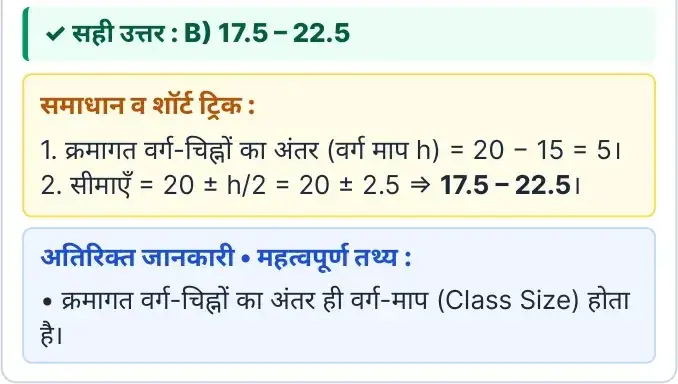 ✓ सही उत्तर : B) 17.5 – 22.5
समाधान व शॉर्ट ट्रिक :
1. क्रमागत वर्ग-चिह्नों का अंतर (वर्ग माप h) = 20 − 15 = 5।
2. सीमाएँ = 20 ± h/2 = 20 ± 2.5 ⇒ 17.5 – 22.5।
अतिरिक्त जानकारी • महत्वपूर्ण तथ्य :
• क्रमागत वर्ग-चिह्नों का अंतर ही वर्ग-माप (Class Size) होता
है।